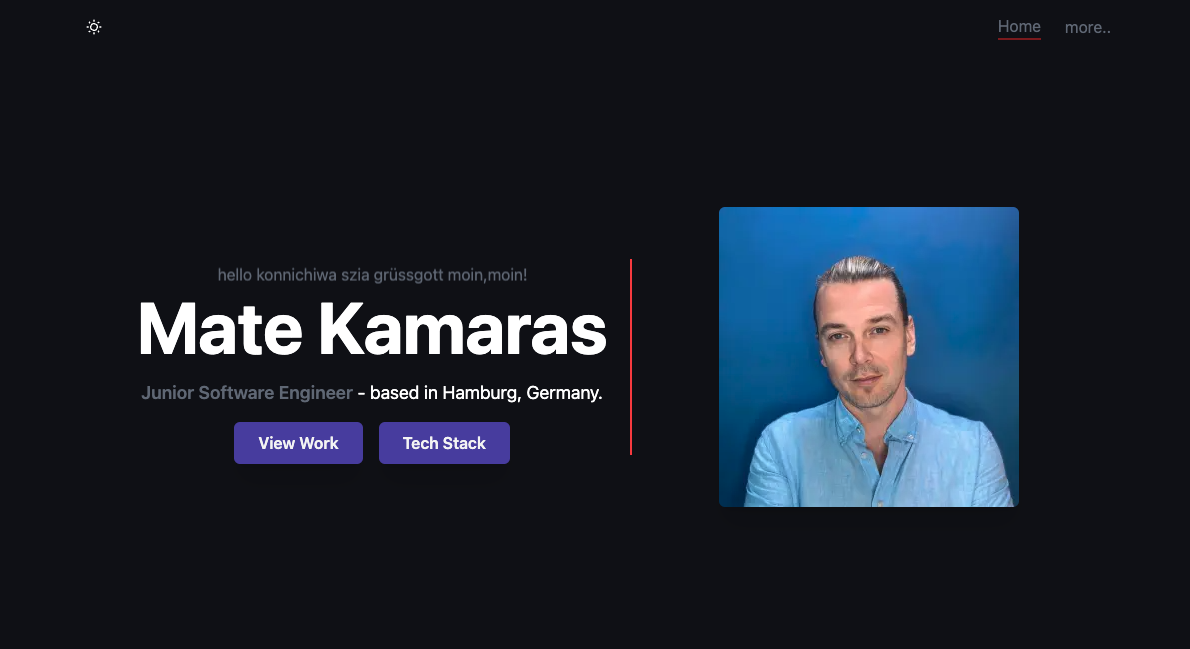 Home more..
hello konnichiwa szia grüssgott moin,moin!
Mate Kamaras
Junior Software Engineer - based in Hamburg, Germany.
View Work Tech Stack